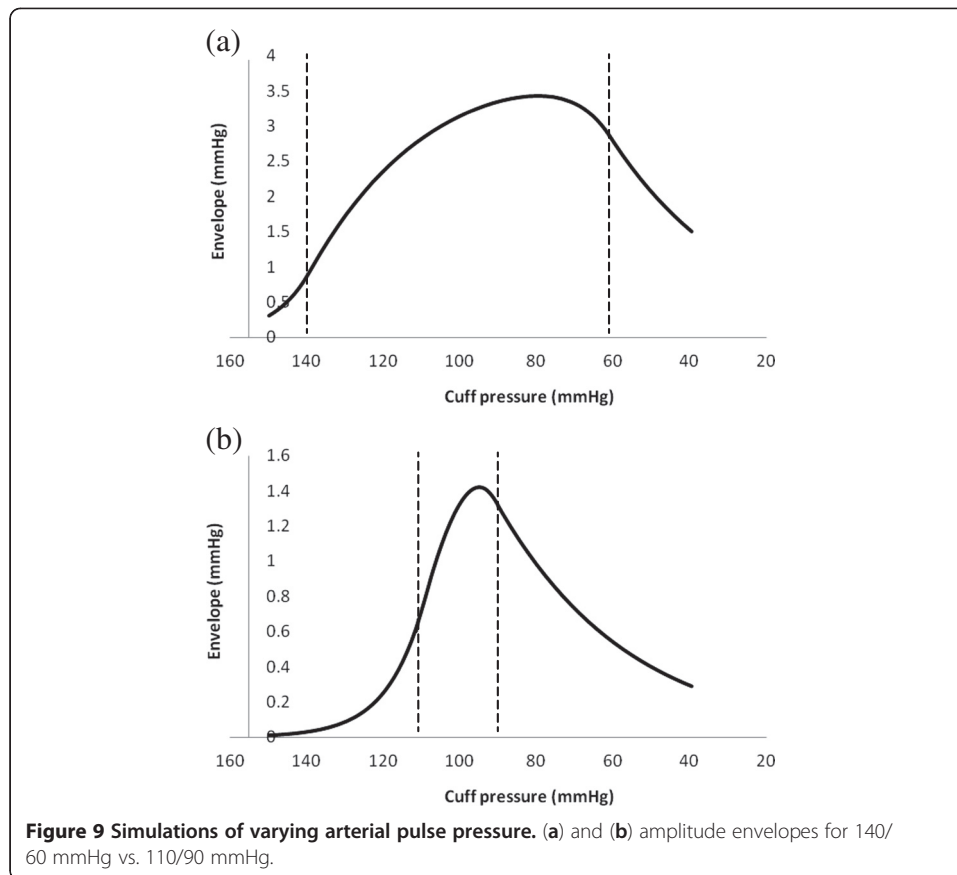 (a)
4
3.5
3
2.5
2
1.5
1
0.5
0
Envelope (mmHg)
160 140 120 100 80 60 40 20
Cuff pressure (mmHg)
(b)
1.6
1.4
1.2
1
0.8
0.6
0.4
0.2
0
Envelope (mmHg)
160 140 120 100 80 60 40 20
Cuff pressure (mmHg)
Figure 9 Simulations of varying arterial pulse pressure. (a) and (b) amplitude envelopes for 140/
60 mmHg vs. 110/90 mmHg.